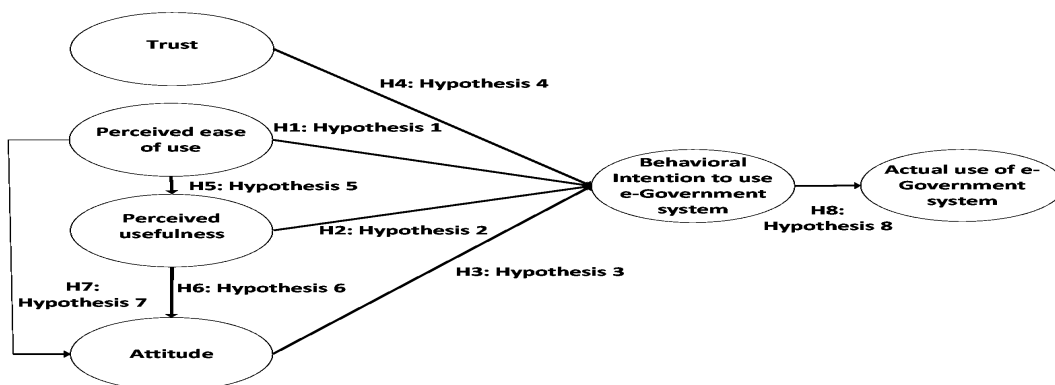 Trust
H4: Hypothesis 4
Perceived ease
of use
H1: Hypothesis 1
H5: Hypothesis 5
Perceived
usefulness
H2: Hypothesis 2
H7:
Hypothesis 7
H6: Hypothesis 6
H3: Hypothesis 3
Attitude
Behavioral
Intention to use
e-Government
system
H8:
Hypothesis 8
Actual use of e-
Government
system